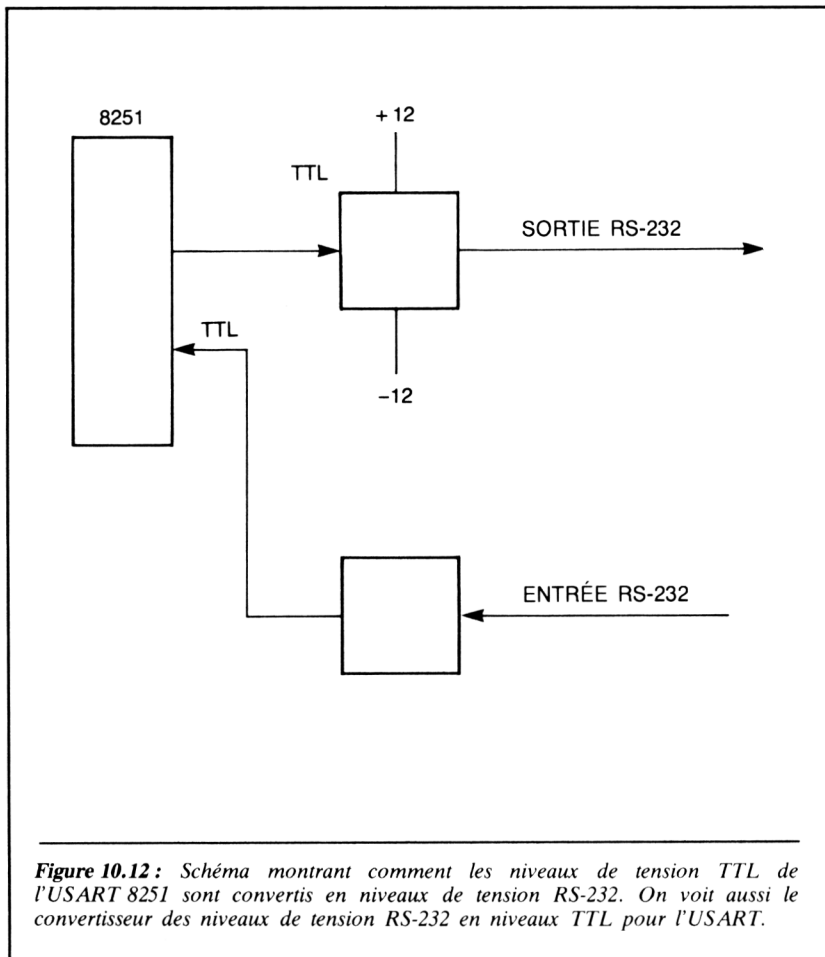 8251
+12
TTL
SORTIE RS-232
TTL
−12
ENTRÉE RS-232
Figure 10.12 : Schéma montrant comment les niveaux de tension TTL de
l'USART 8251 sont convertis en niveaux de tension RS-232. On voit aussi le
convertisseur des niveaux de tension RS-232 en niveaux TTL pour l'USART.